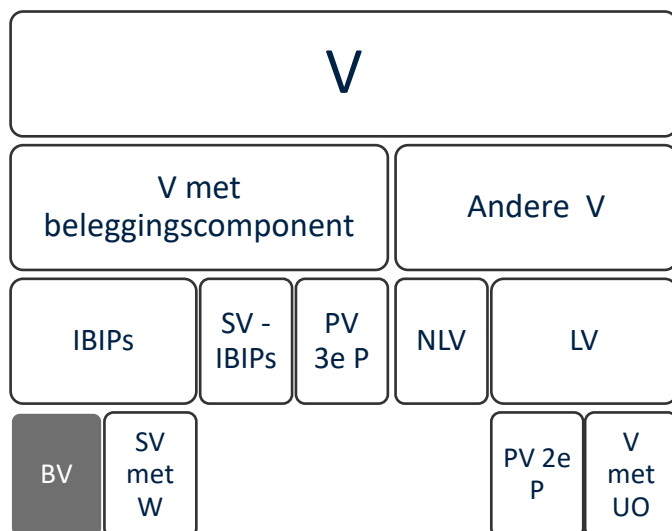 V
V met
beleggingscomponent
Andere V
IBIPs
SV -
IBIPs
PV
3e P
NLV
LV
BV
SV
met
W
PV 2e
P
V
met
UO